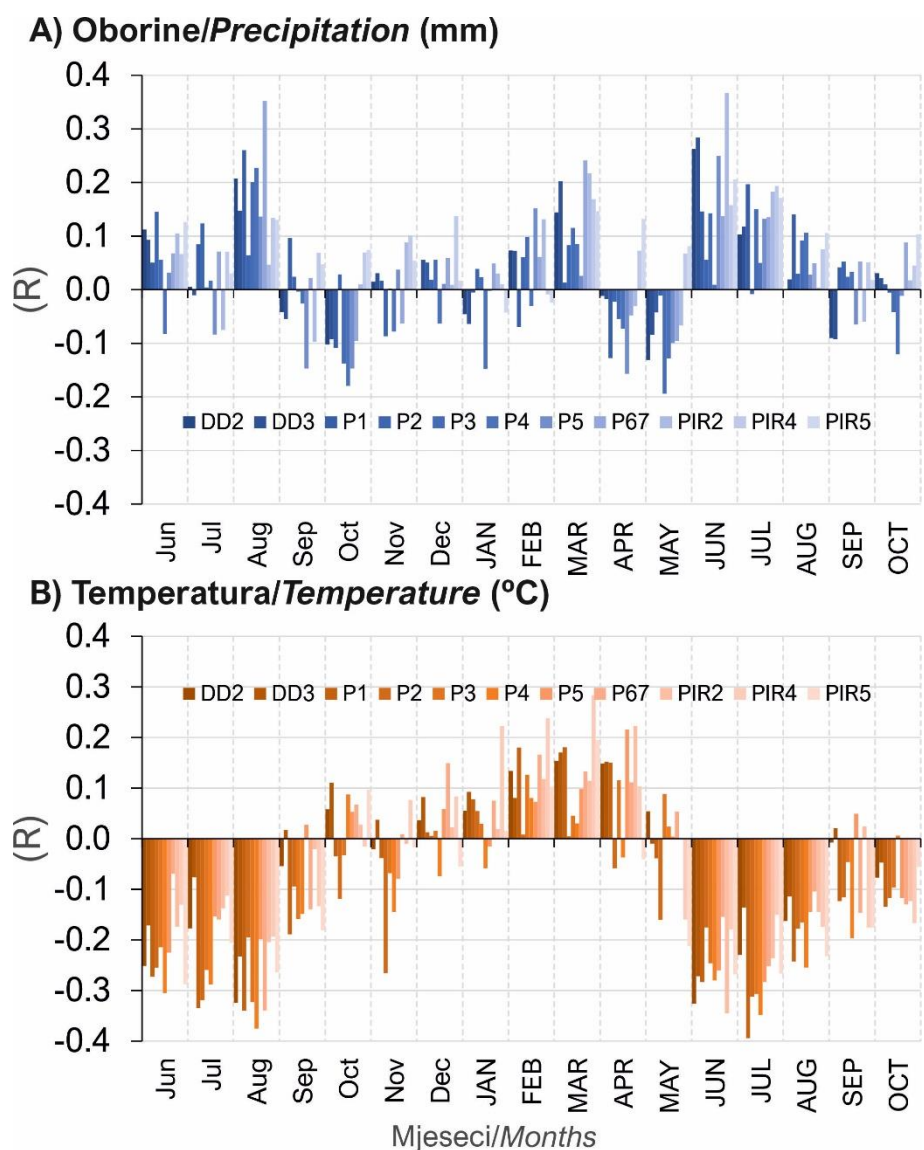 A) Oborine/Precipitation (mm)
0.4
0.3
0.2
0.1
0.0
-0.1
-0.2
-0.3
-0.4
(R)
DD2 DD3 P1 P2 P3 P4 P5 P67 PIR2 PIR4 PIR5
Jun Jul Aug Sep Oct Nov Dec JAN FEB MAR APR MAY JUN JUL AUG SEP OCT
B) Temperatura/Temperature (ºC)
0.4
0.3
0.2
0.1
0.0
-0.1
-0.2
-0.3
-0.4
(R)
DD2 DD3 P1 P2 P3 P4 P5 P67 PIR2 PIR4 PIR5
Jun Jul Aug Sep Oct Nov Dec JAN FEB MAR APR MAY JUN JUL AUG SEP OCT
Mjeseci/Months